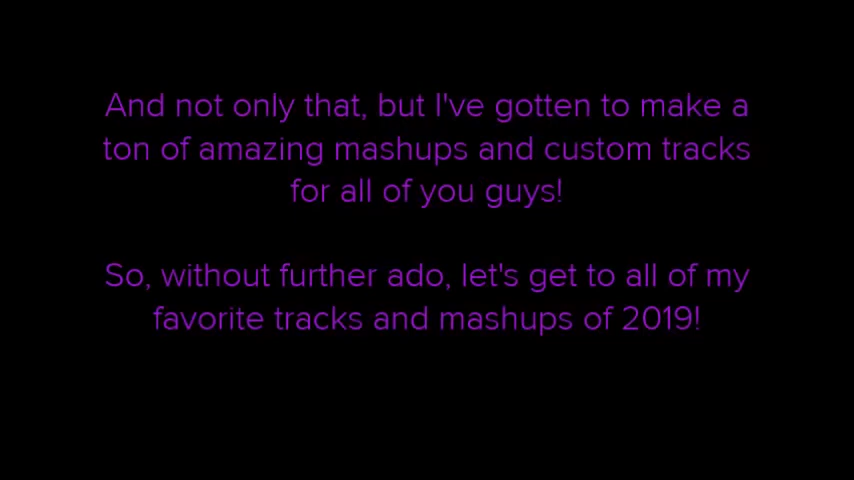 And not only that, but I've gotten to make a
ton of amazing mashups and custom tracks
for all of you guys!
So, without further ado, let's get to all of my
favorite tracks and mashups of 2019!